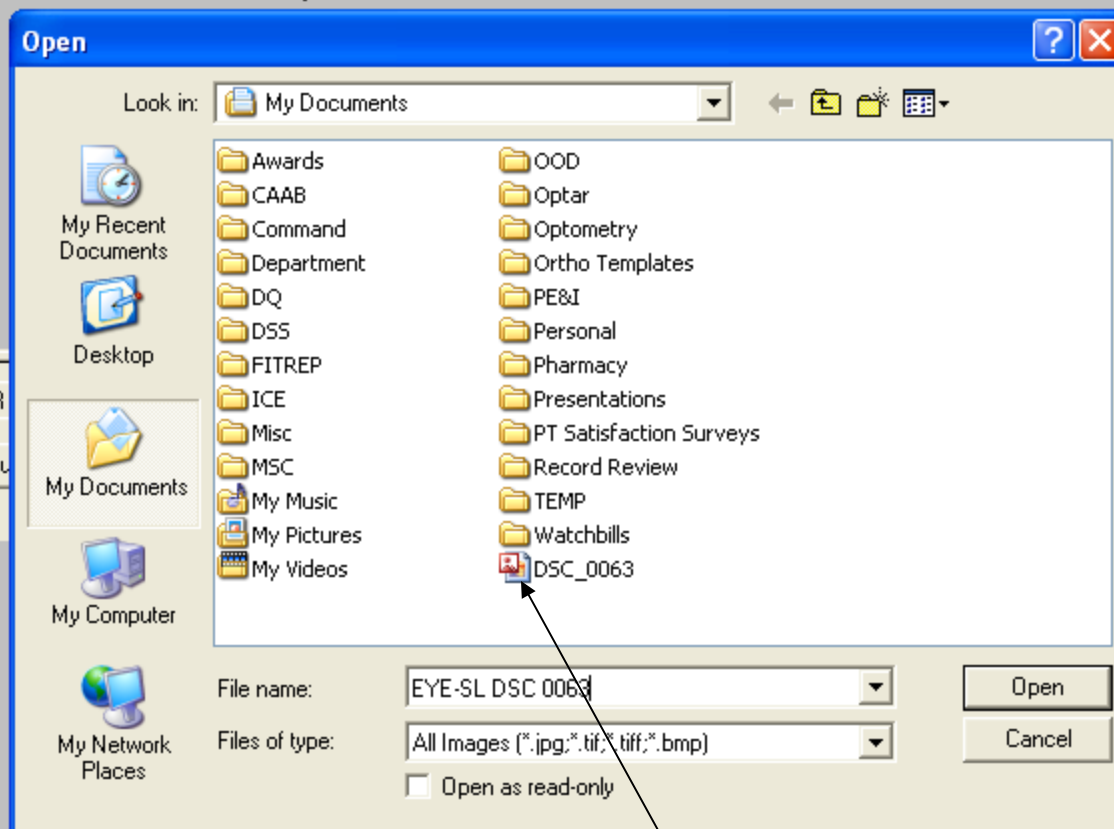 Open
Look in: My Documents
My Recent
Documents
Desktop
My Documents
My Computer
My Network
Places
Awards
CAAB
Command
Department
DQ
DSS
FITREP
ICE
Misc
MSC
My Music
My Pictures
My Videos
OOD
Optar
Optometry
Ortho Templates
PE&I
Personal
Pharmacy
Presentations
PT Satisfaction Surveys
Record Review
TEMP
Watchbills
DSC_0063
File name: EYE-SL DSC 0063 Open
Files of type: All Images (*.jpg;*.tif;*.tiff;*.bmp) Cancel
Open as read-only